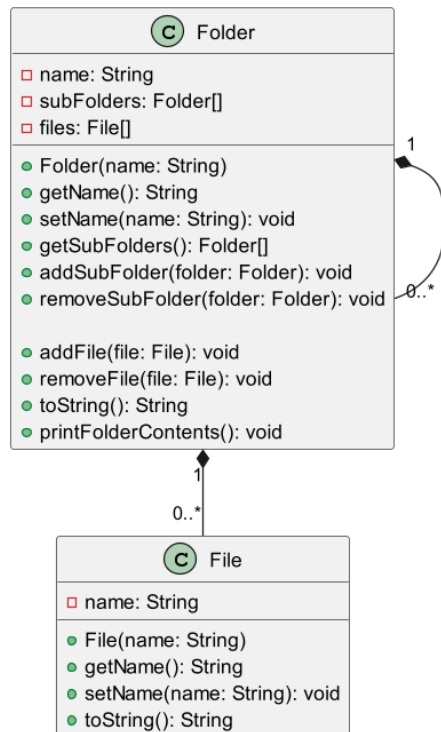 C Folder
name: String
subFolders: Folder[]
files: File[]
Folder(name: String)
getName(): String
setName(name: String): void
getSubFolders(): Folder[]
addSubFolder(folder: Folder): void
removeSubFolder(folder: Folder): void
addFile(file: File): void
removeFile(file: File): void
toString(): String
printFolderContents(): void
1
0..*
1
0..*
C File
name: String
File(name: String)
getName(): String
setName(name: String): void
toString(): String